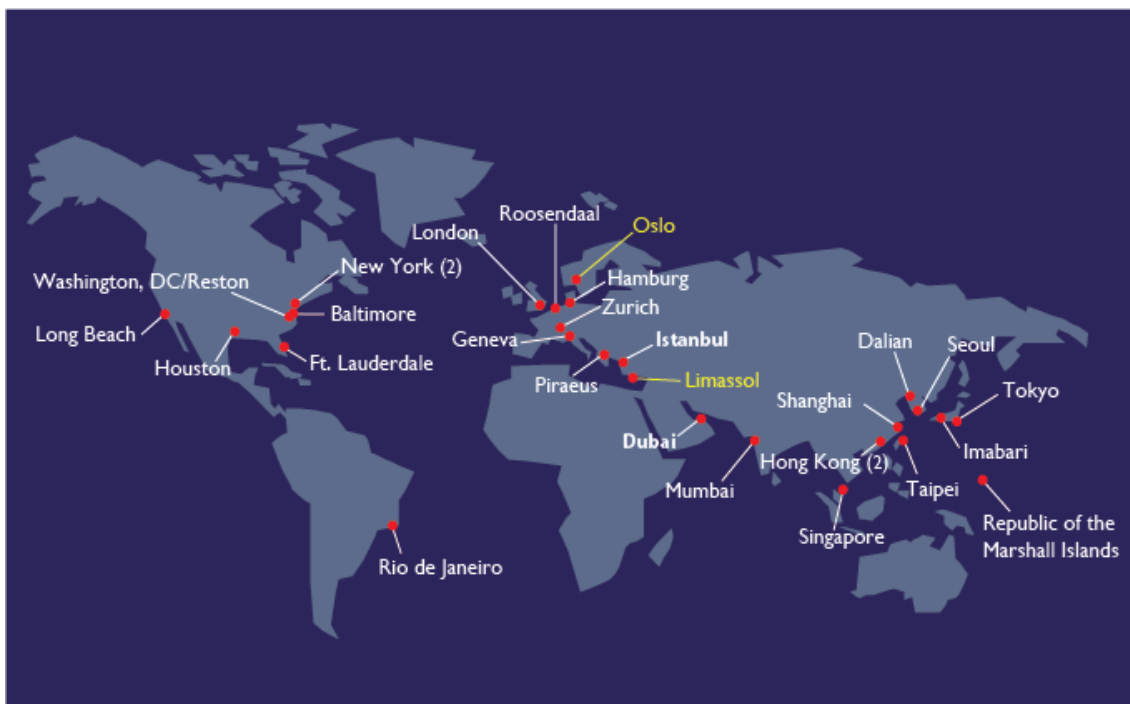 Roosendaal
Oslo
London
New York (2)
Washington, DC/Reston
Hamburg
Zurich
Baltimore
Long Beach
Geneva
Istanbul
Dalian
Seoul
Houston
Ft. Lauderdale
Piraeus
Limassol
Tokyo
Shanghai
Dubai
Imabari
Hong Kong (2)
Mumbai
Taipei
Singapore
Republic of the
Marshall Islands
Rio de Janeiro